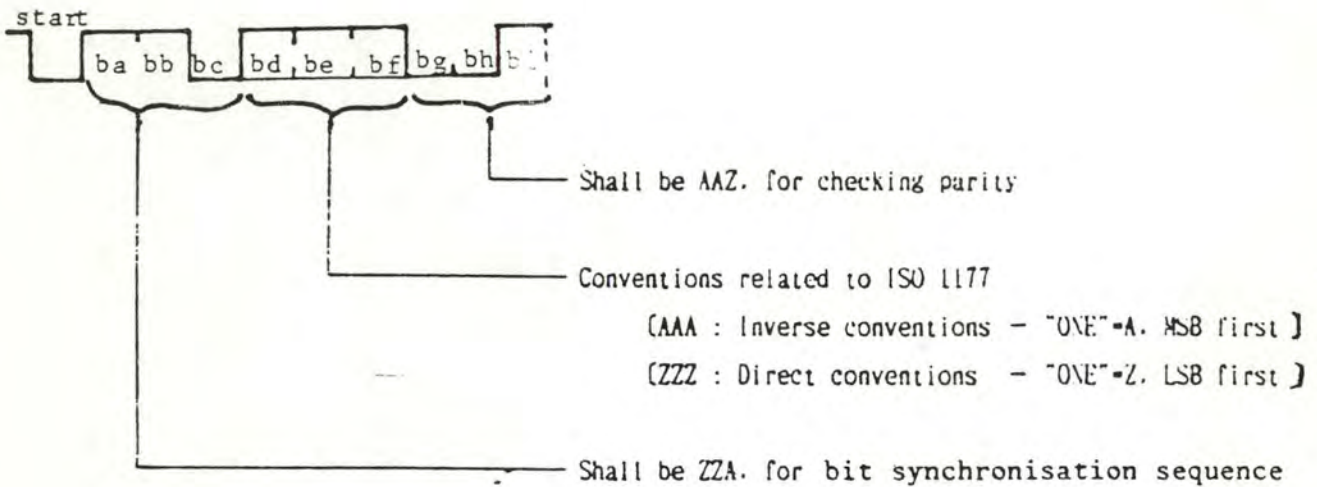 start
ba bb bc bd be bf bg bh
Shall be AAZ. for checking parity
Conventions related to ISO 1177
[AAA : Inverse conventions - "ONE"=A. MSB first ]
[ZZZ : Direct conventions - "ONE"=Z. LSB first ]
Shall be ZZA. for bit synchronisation sequence